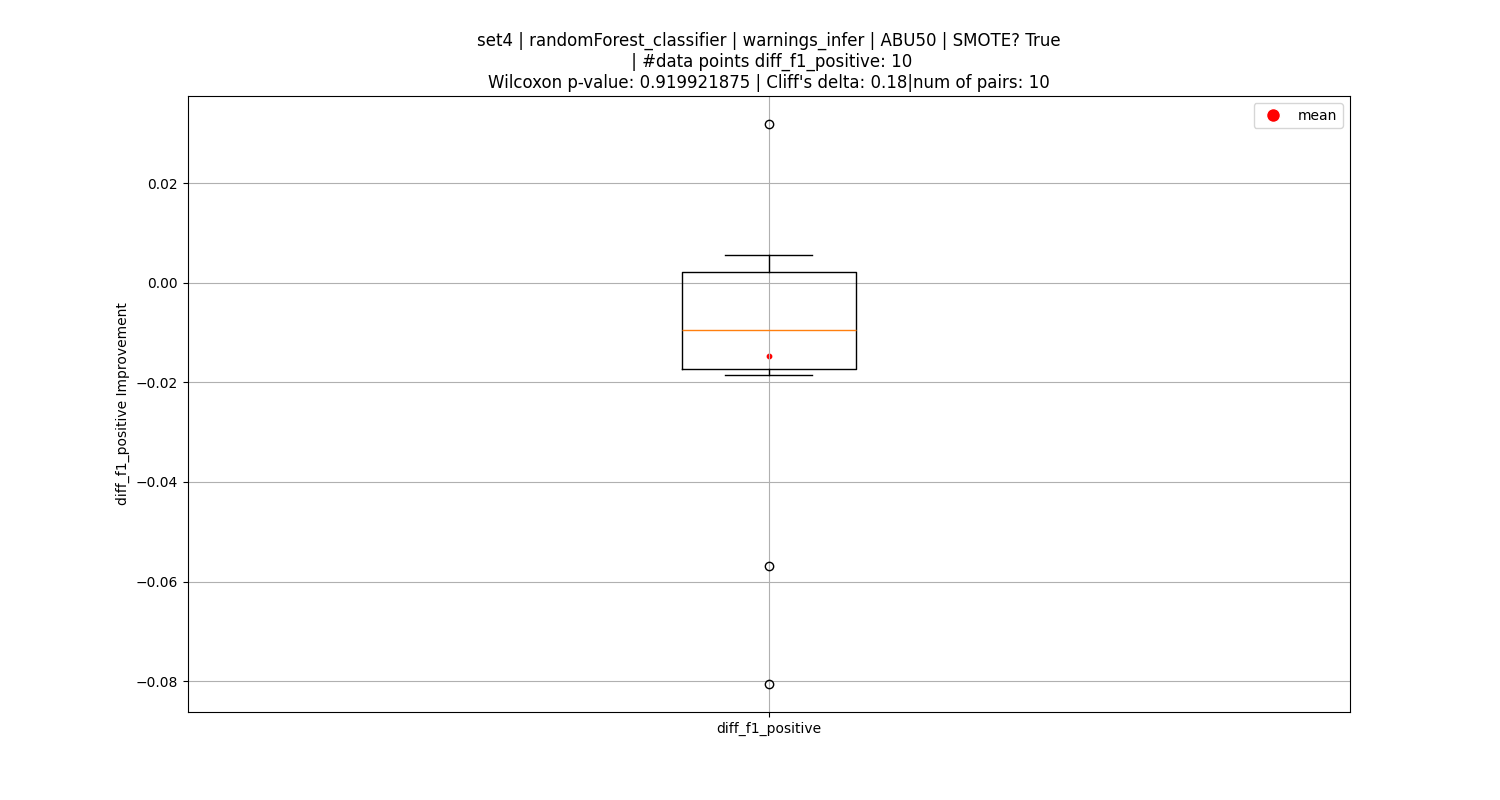 set4 | randomForest_classifier | warnings_infer | ABU50 | SMOTE? True
| #data points diff_f1_positive: 10
Wilcoxon p-value: 0.919921875 | Cliff's delta: 0.18|num of pairs: 10
mean
0.02
0.00
−0.02
−0.04
−0.06
−0.08
diff_f1_positive Improvement
diff_f1_positive